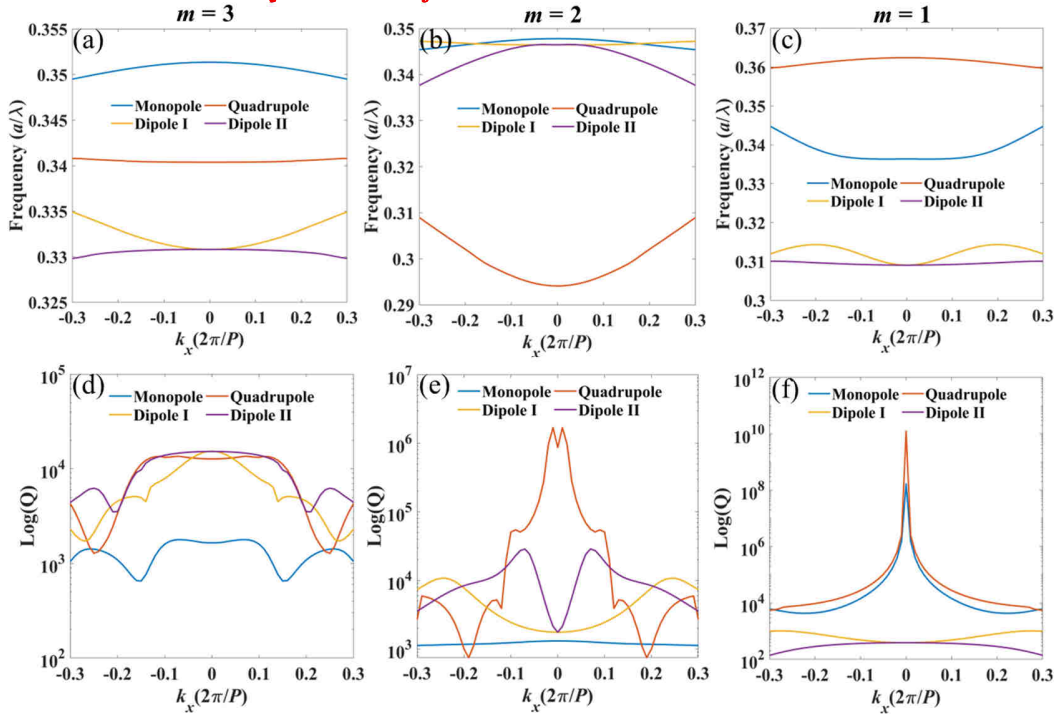 m = 3
m = 2
m = 1
(a)
0.355
0.35
0.345
0.34
0.335
0.33
0.325
Frequency (a/λ)
Monopole
Quadrupole
Dipole I
Dipole II
-0.3 -0.2 -0.1 0 0.1 0.2 0.3
kx(2π/P)
(b)
0.35
0.34
0.33
0.32
0.31
0.3
0.29
Frequency (a/λ)
Monopole
Quadrupole
Dipole I
Dipole II
-0.3 -0.2 -0.1 0 0.1 0.2 0.3
kx(2π/P)
(c)
0.36
0.35
0.34
0.33
0.32
0.31
0.3
Frequency (a/λ)
Monopole
Quadrupole
Dipole I
Dipole II
-0.3 -0.2 -0.1 0 0.1 0.2 0.3
kx(2π/P)
(d)
10^5
10^4
10^3
10^2
Log(Q)
Monopole
Quadrupole
Dipole I
Dipole II
-0.3 -0.2 -0.1 0 0.1 0.2 0.3
kx(2π/P)
(e)
10^7
10^6
10^5
10^4
10^3
Log(Q)
Monopole
Quadrupole
Dipole I
Dipole II
-0.3 -0.2 -0.1 0 0.1 0.2 0.3
kx(2π/P)
(f)
10^12
10^10
10^8
10^6
10^4
10^2
Log(Q)
Monopole
Quadrupole
Dipole I
Dipole II
-0.3 -0.2 -0.1 0 0.1 0.2 0.3
kx(2π/P)